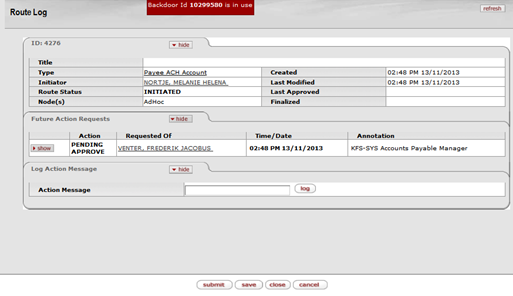 Route Log
Backdoor Id 10299580 is in use
refresh
ID: 4276
hide
Title
Type Payee ACH Account Created 02:48 PM 13/11/2013
Initiator NORTJE, MELANIE HELENA Last Modified 02:48 PM 13/11/2013
Route Status INITIATED Last Approved
Node(s) AdHoc Finalized
Future Action Requests hide
Action Requested Of Time/Date Annotation
show PENDING APPROVE VENTER, FREDERIK JACOBUS 02:48 PM 13/11/2013 KFS-SYS Accounts Payable Manager
Log Action Message hide
Action Message log
submit save close cancel